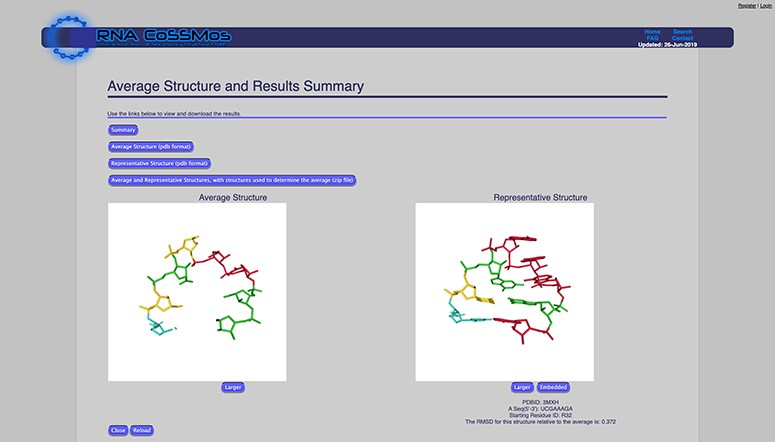 Register | Login
RNA CoSSMos
Home Search
FAQ Contact
Updated: 26-Jun-2019
Average Structure and Results Summary
Use the links below to view and download the results.
Summary
Average Structure (pdb format)
Representative Structure (pdb format)
Average and Representative Structures, with structures used to determine the average (zip file)
Average Structure
Representative Structure
Larger
Larger Embedded
PDBID: 3MXH
A Seq(5'-3'): UCGAAAGA
Starting Residue ID: R32
The RMSD for this structure relative to the average is: 0.372
Close Reload